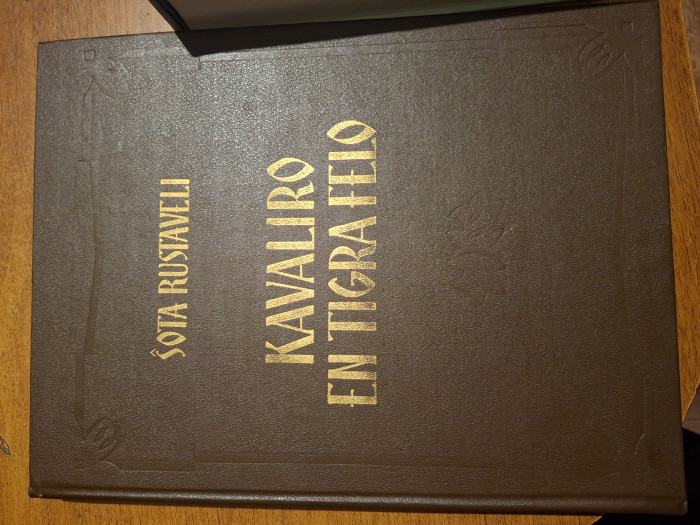 ŜOTA RUSTAVELI
KAVALIRO
EN TIGRA FELO